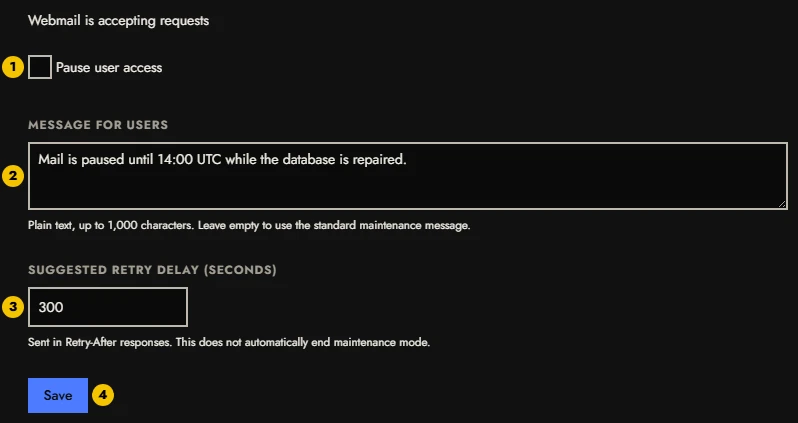 Webmail is accepting requests
1 Pause user access
MESSAGE FOR USERS
2 Mail is paused until 14:00 UTC while the database is repaired.
Plain text, up to 1,000 characters. Leave empty to use the standard maintenance message.
SUGGESTED RETRY DELAY (SECONDS)
3 300
Sent in Retry-After responses. This does not automatically end maintenance mode.
Save 4